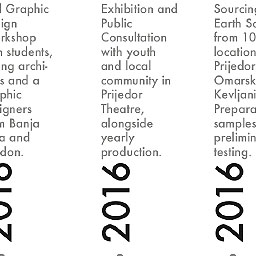 Graphic
ign
rkshop
students,
ng archi-
s and a
phic
igners
m Banja
a and
don.
2016
Exhibition and
Public
Consultation
with youth
and local
community in
Prijedor
Theatre,
alongside
yearly
production.
2016
Sourcing
Earth
from 10
location
Prijedor
Omarsk
Kevljani
Prepara
samples
prelimin
testing.
2016